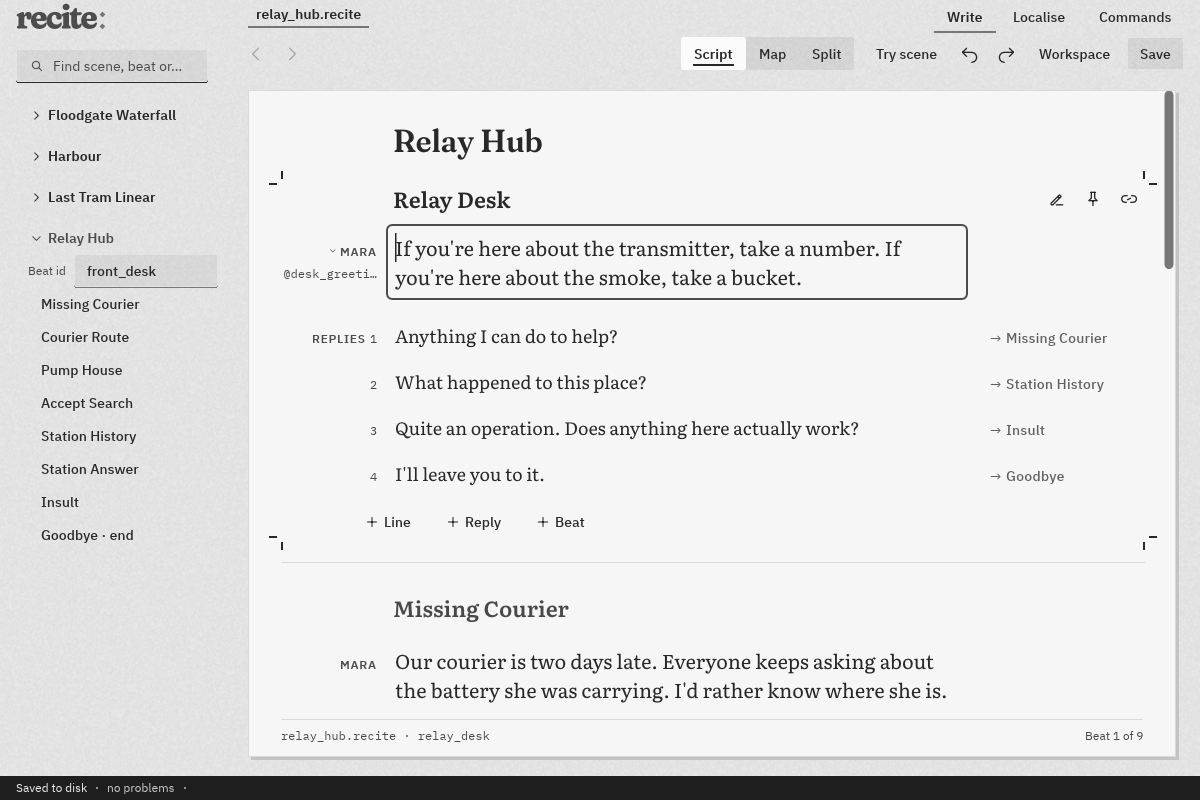 recite:
relay_hub.recite
Write
Localise
Commands
Find scene, beat or...
Script
Map
Split
Try scene
Workspace
Save
Floodgate Waterfall
Harbour
Last Tram Linear
Relay Hub
Beat id
front_desk
Missing Courier
Courier Route
Pump House
Accept Search
Station History
Station Answer
Insult
Goodbye · end
Relay Hub
Relay Desk
MARA
@desk_greeti…
If you're here about the transmitter, take a number. If
you're here about the smoke, take a bucket.
REPLIES 1
Anything I can do to help?
→ Missing Courier
2
What happened to this place?
→ Station History
3
Quite an operation. Does anything here actually work?
→ Insult
4
I'll leave you to it.
→ Goodbye
+ Line
+ Reply
+ Beat
Missing Courier
MARA
Our courier is two days late. Everyone keeps asking about
the battery she was carrying. I'd rather know where she is.
relay_hub.recite · relay_desk
Beat 1 of 9
Saved to disk · no problems ·